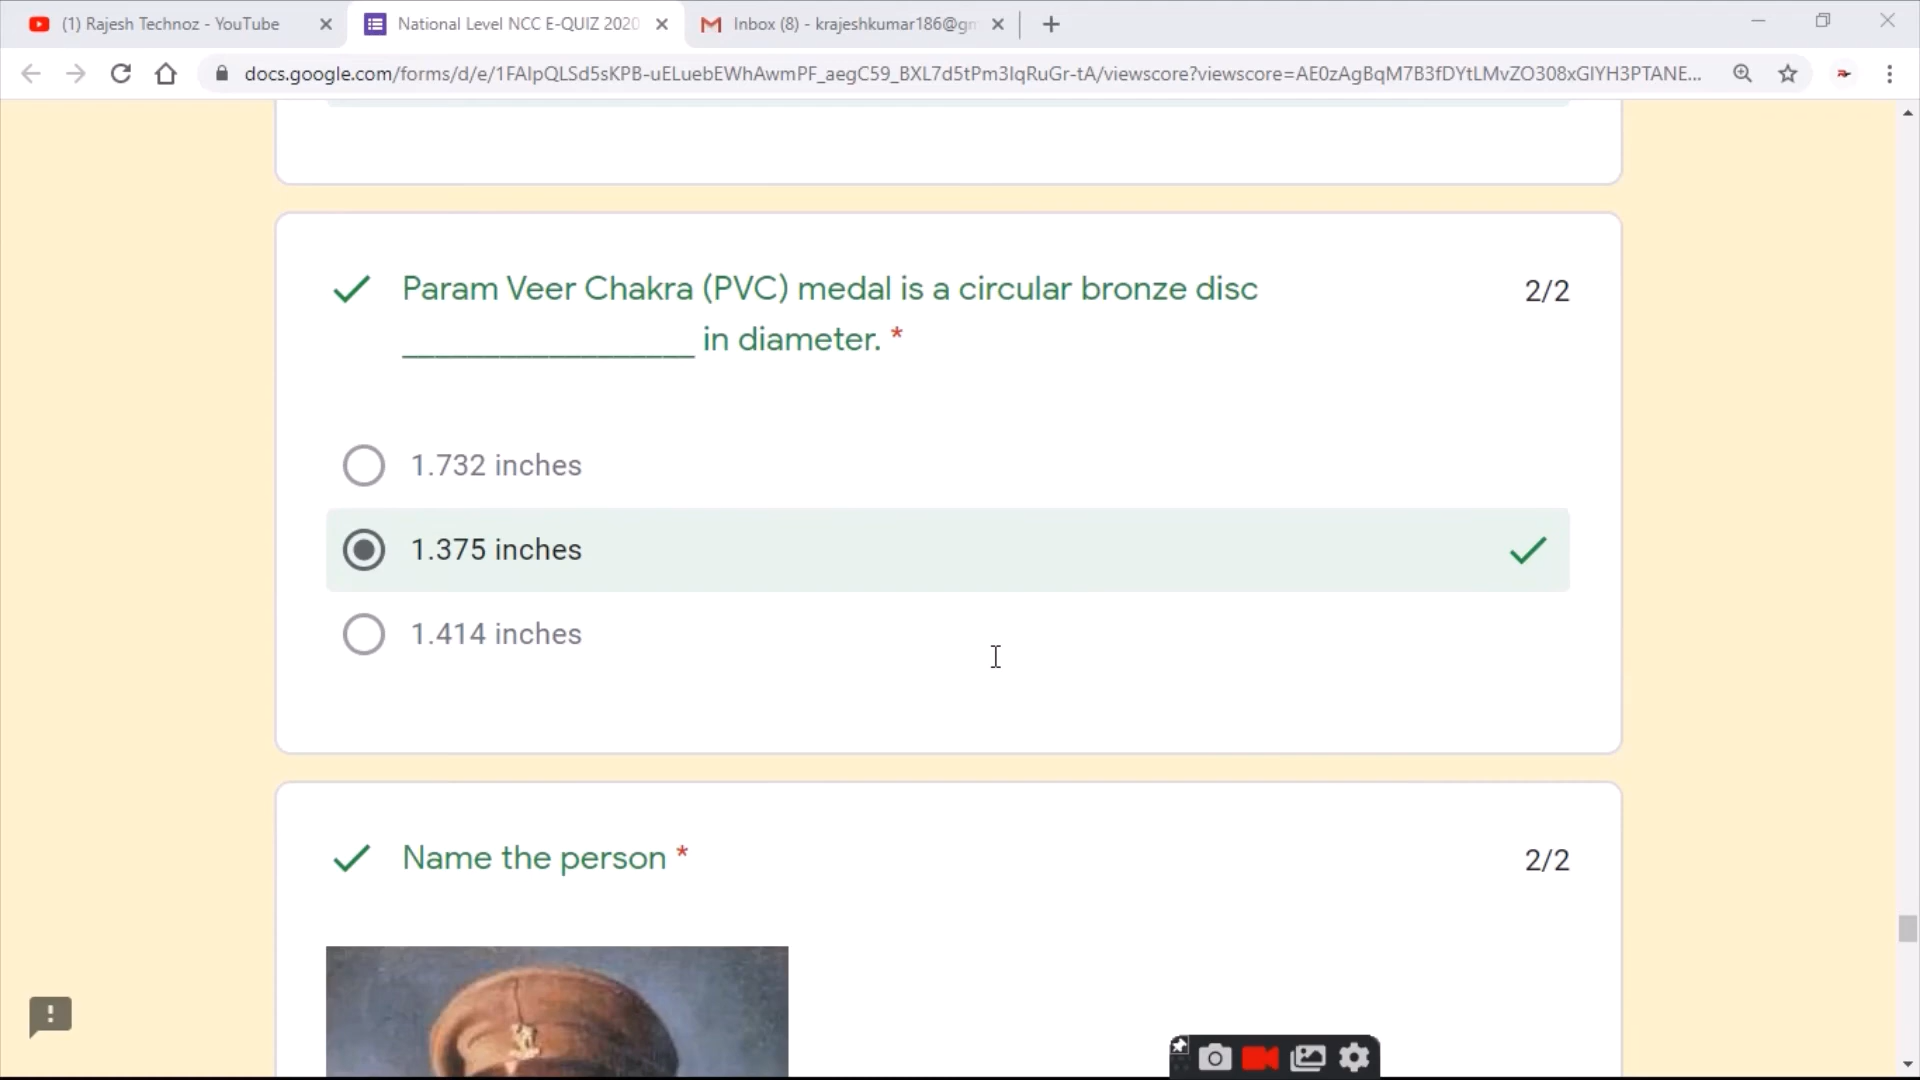 (1) Rajesh Technoz - YouTube
National Level NCC E-QUIZ 2020
Inbox (8) - krajeshkumar186@gm
docs.google.com/forms/d/e/1FAIpQLSd5sKPB-uELuebEWhAwmPF_aegC59_BXL7d5tPm3IqRuGr-tA/viewscore?viewscore=AE0zAgBqM7B3fDYtLMvZO308xGIYH3PTANE...
Param Veer Chakra (PVC) medal is a circular bronze disc
2/2
_________________ in diameter. *
1.732 inches
1.375 inches
1.414 inches
Name the person *
2/2